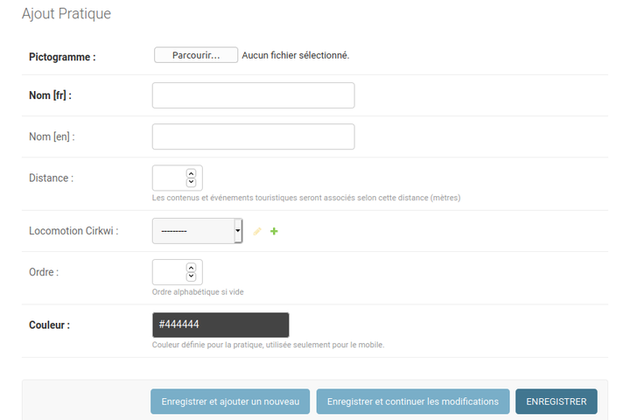 Ajout Pratique
Pictogramme : Parcourir... Aucun fichier sélectionné.
Nom [fr] :
Nom [en] :
Distance :
Les contenus et événements touristiques seront associés selon cette distance (mètres)
Locomotion Cirkwi : ---------
Ordre :
Ordre alphabétique si vide
Couleur : #444444
Couleur définie pour la pratique, utilisée seulement pour le mobile.
Enregistrer et ajouter un nouveau Enregistrer et continuer les modifications ENREGISTRER